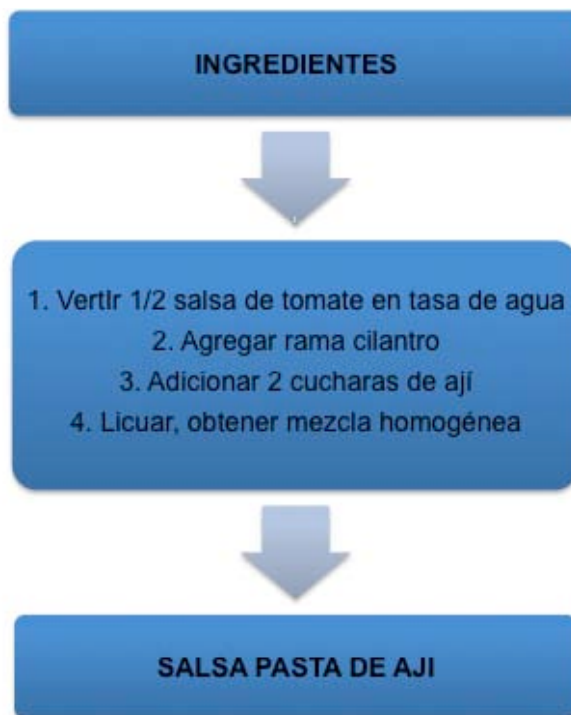 INGREDIENTES
1. Vertir 1/2 salsa de tomate en tasa de agua
2. Agregar rama cilantro
3. Adicionar 2 cucharas de ají
4. Licuar, obtener mezcla homogénea
SALSA PASTA DE AJI